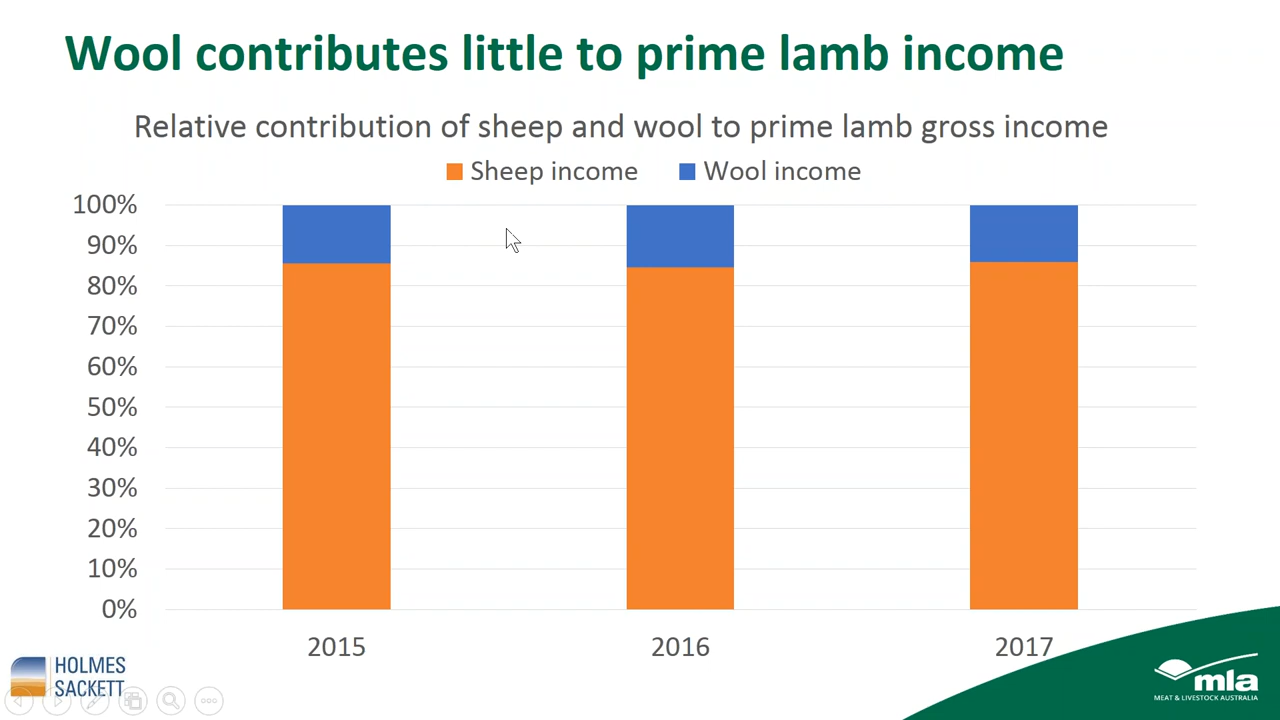 Wool contributes little to prime lamb income
Relative contribution of sheep and wool to prime lamb gross income
Sheep income Wool income
100%
90%
80%
70%
60%
50%
40%
30%
20%
10%
0%
2015 2016 2017
HOLMES
SACKETT
mla
MEAT & LIVESTOCK AUSTRALIA